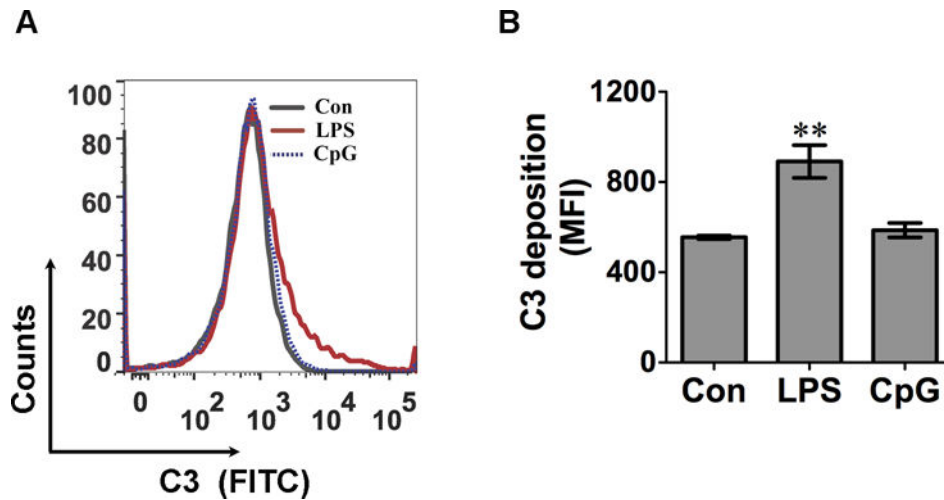 A
100
80
60
40
20
0
Counts
Con
LPS
CpG
0 10^2 10^3 10^4 10^5
C3 (FITC)
B
C3 deposition
(MFI)
1200
800
400
0
**
Con LPS CpG